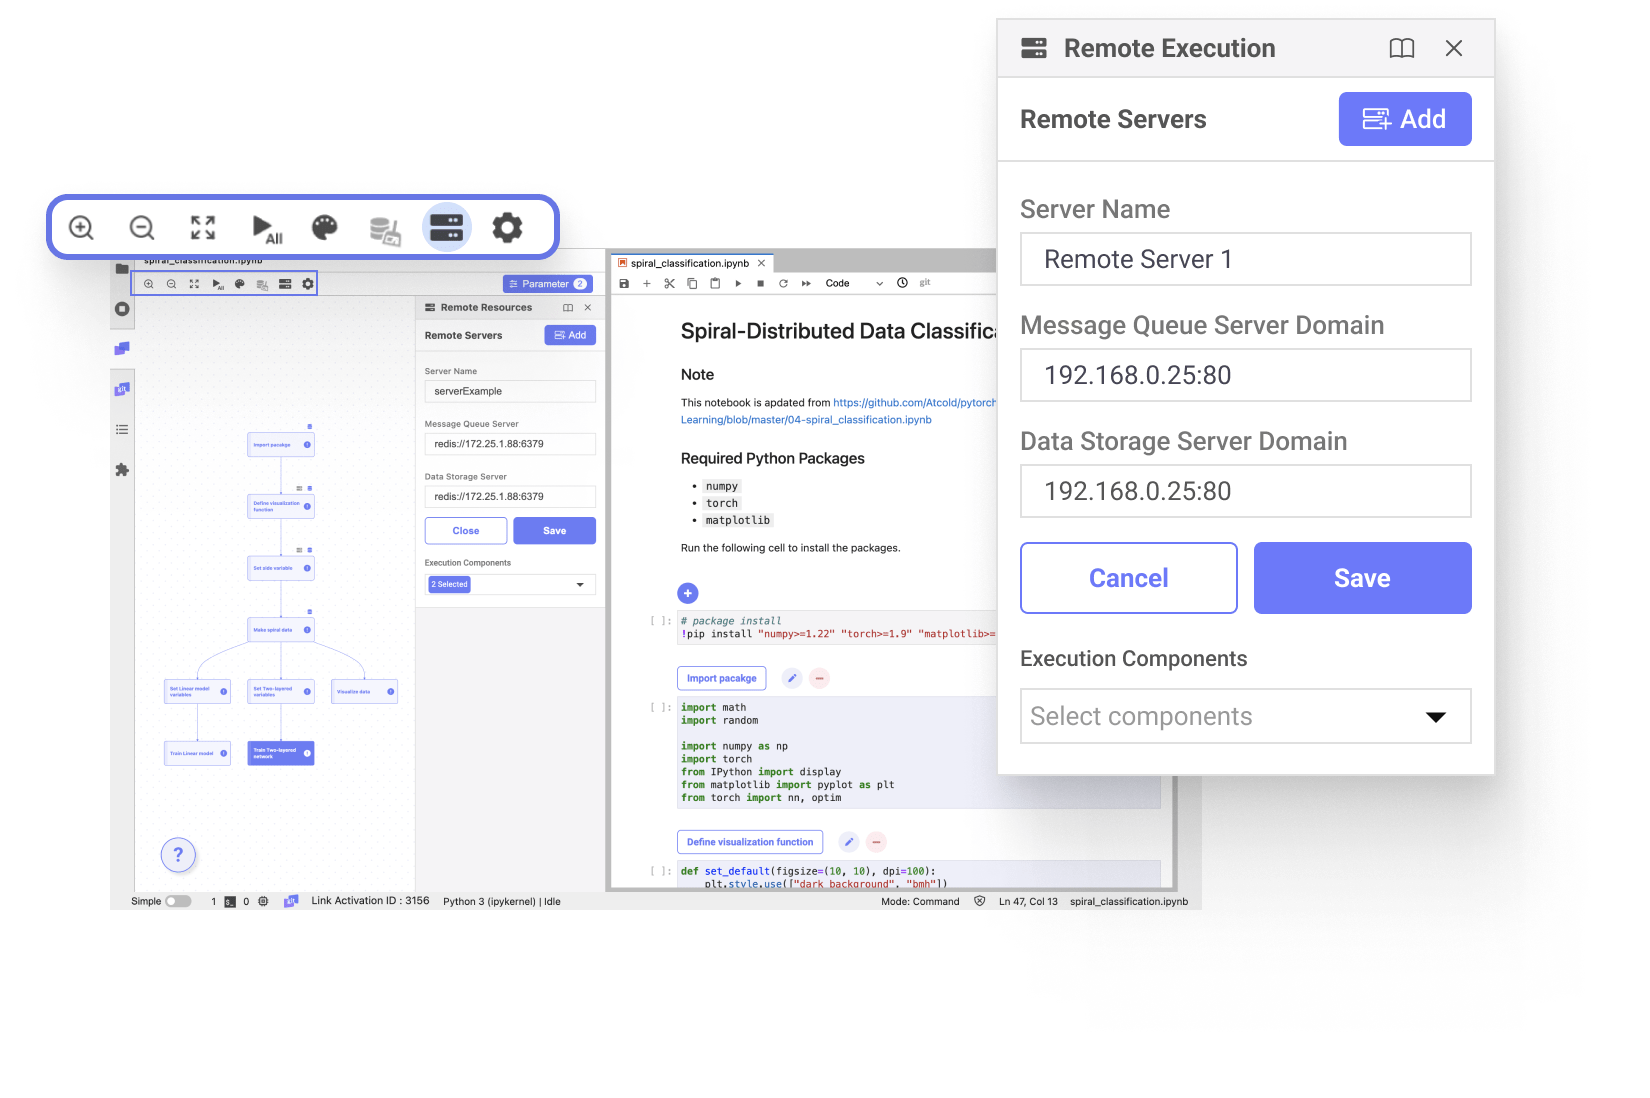 Remote Execution
Remote Servers
Add
Server Name
Remote Server 1
Message Queue Server Domain
192.168.0.25:80
Data Storage Server Domain
192.168.0.25:80
Cancel
Save
Execution Components
Select components
All
spiral_classification.ipynb
All
Parameter 2
Remote Resources
Remote Servers
Add
Server Name
serverExample
Message Queue Server
redis://172.25.1.88:6379
Data Storage Server
redis://172.25.1.88:6379
Close
Save
Execution Components
2 Selected
Import pacakge
Define visualization
function
Set side variable
Make spiral data
Set Linear model
variables
Set Two-layered
variables
Visualize data
Train Linear model
Train Two-layered
network
?
spiral_classification.ipynb
Code
git
Spiral-Distributed Data Classifica
Note
This notebook is apdated from https://github.com/Atcold/pytorch
Learning/blob/master/04-spiral_classification.ipynb
Required Python Packages
• numpy
• torch
• matplotlib
Run the following cell to install the packages.
[ ]: # package install
!pip install "numpy>=1.22" "torch>=1.9" "matplotlib>=
Import pacakge
[ ]: import math
import random
import numpy as np
import torch
from IPython import display
from matplotlib import pyplot as plt
from torch import nn, optim
Define visualization function
[ ]: def set_default(figsize=(10, 10), dpi=100):
plt.style.use(["dark_background", "bmh"])
Simple
1
0
Link Activation ID : 3156
Python 3 (ipykernel) | Idle
Mode: Command
Ln 47, Col 13
spiral_classification.ipynb